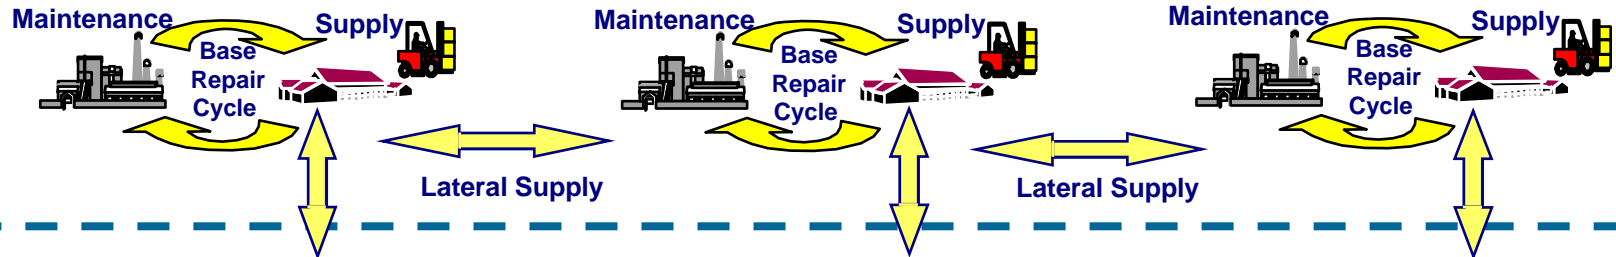 Maintenance
Supply
Base
Repair
Cycle
Lateral Supply
Maintenance
Supply
Base
Repair
Cycle
Lateral Supply
Maintenance
Supply
Base
Repair
Cycle